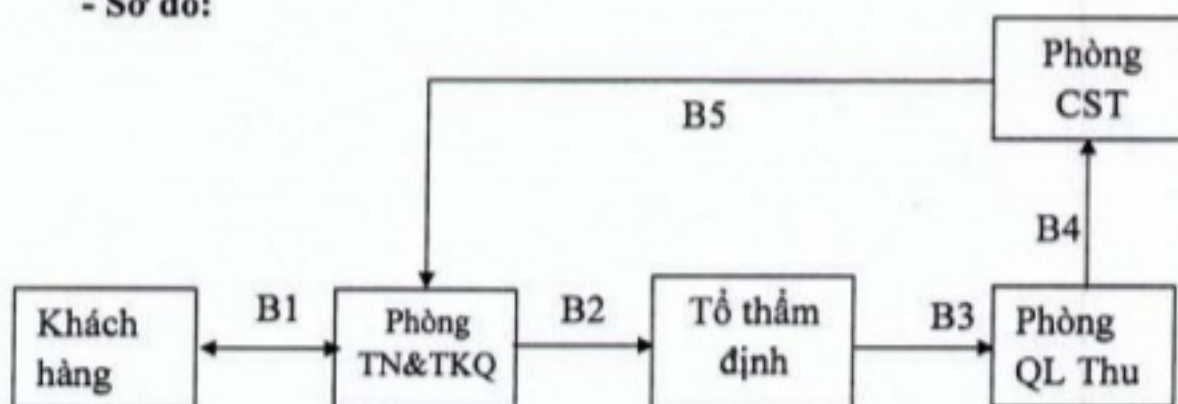 - Sơ đồ:
Phòng
CST
B5
B4
Khách
hàng
B1
Phòng
TN&TKQ
B2
Tổ thẩm
định
B3
Phòng
QL Thu